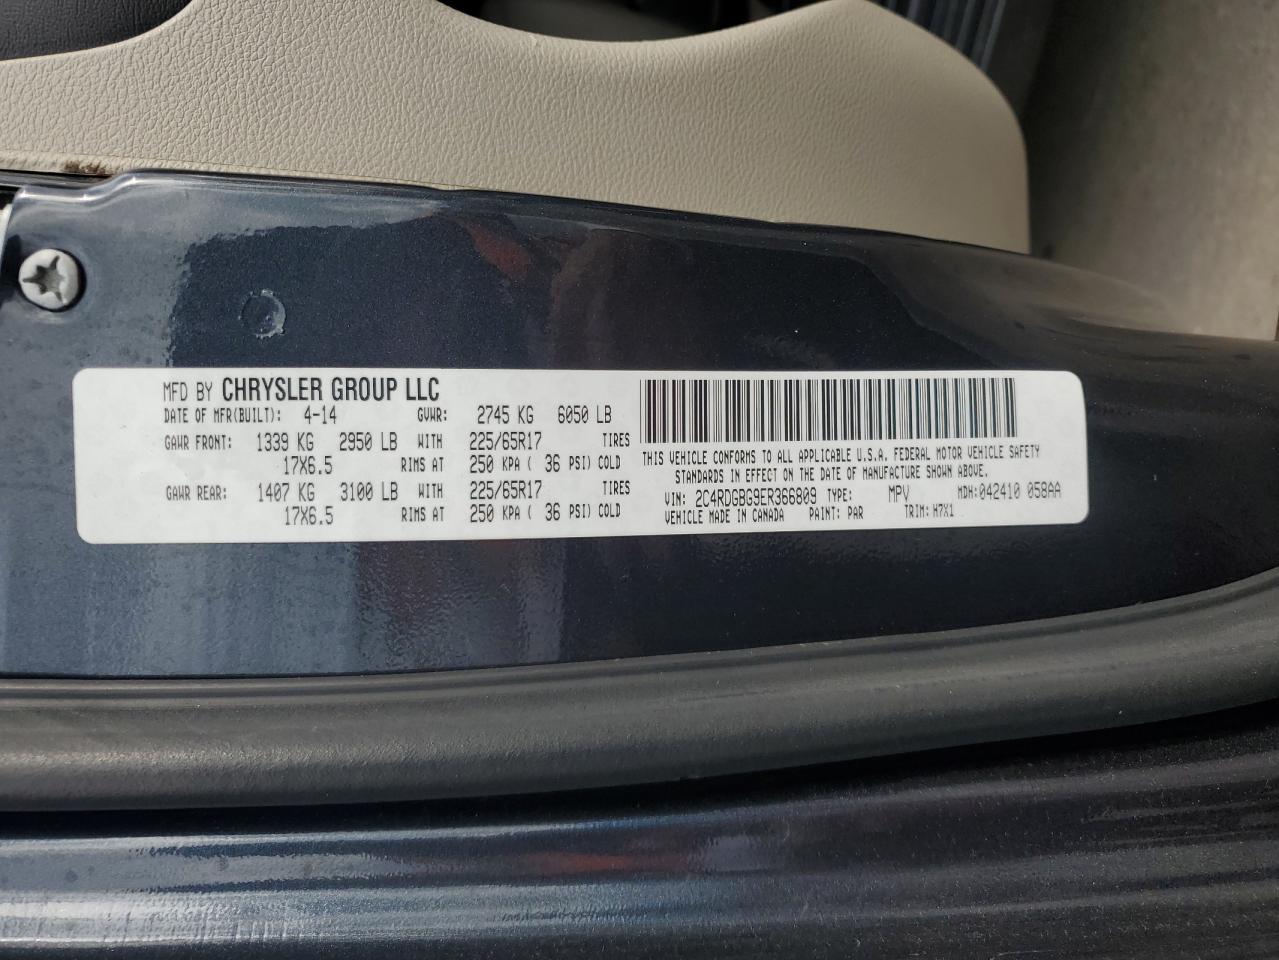 MFD BY CHRYSLER GROUP LLC
DATE OF MFR(BUILT): 4-14 GVWR: 2745 KG 6050 LB
GAWR FRONT: 1339 KG 2950 LB WITH 225/65R17 TIRES
17X6.5 RIMS AT 250 KPA ( 36 PSI) COLD
GAWR REAR: 1407 KG 3100 LB WITH 225/65R17 TIRES
17X6.5 RIMS AT 250 KPA ( 36 PSI) COLD
THIS VEHICLE CONFORMS TO ALL APPLICABLE U.S.A. FEDERAL MOTOR VEHICLE SAFETY
STANDARDS IN EFFECT ON THE DATE OF MANUFACTURE SHOWN ABOVE.
VIN: 2C4RDGBG9ER366809 TYPE: MPV MDH: 042410 058AA
VEHICLE MADE IN CANADA PAINT: PAR TRIM: H7X1